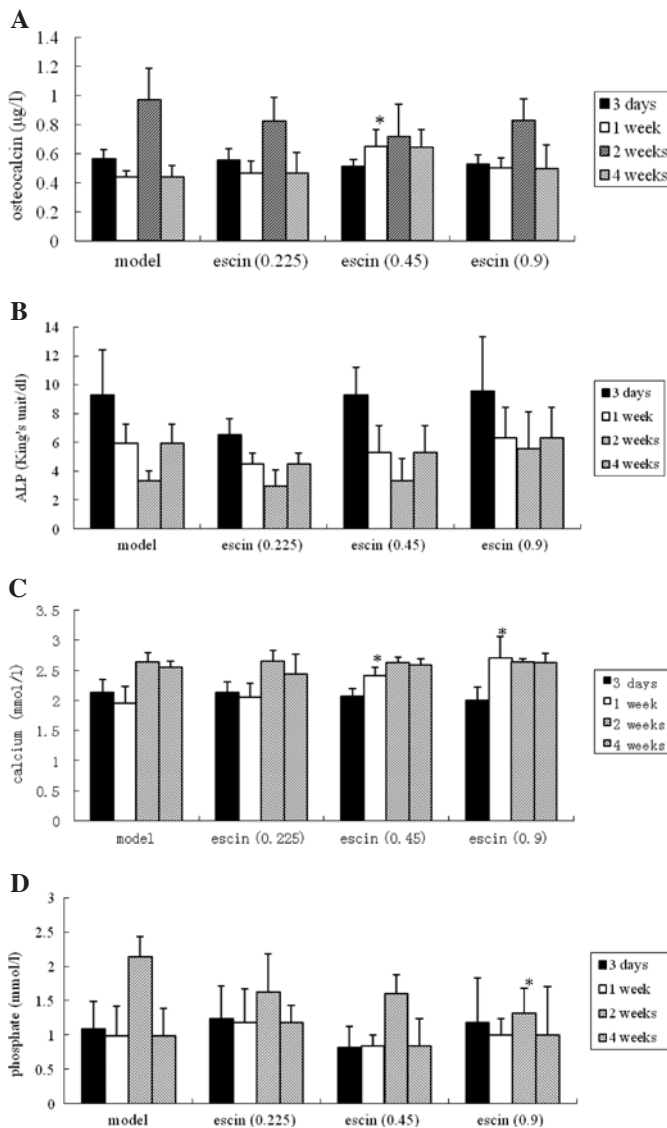 A
osteocalcin (μg/l)
1.4
1.2
1
0.8
0.6
0.4
0.2
0
*
model
escin (0.225)
escin (0.45)
escin (0.9)
3 days
1 week
2 weeks
4 weeks
B
ALP (King's unit/dl)
14
12
10
8
6
4
2
0
model
escin (0.225)
escin (0.45)
escin (0.9)
3 days
1 week
2 weeks
4 weeks
C
calcium (mmol/l)
3.5
3
2.5
2
1.5
1
0.5
0
*
*
model
escin(0.225)
escin(0.45)
escin(0.9)
3 days
1 week
2 weeks
4 weeks
D
phosphate (mmol/l)
3
2.5
2
1.5
1
0.5
0
*
model
escin (0.225)
escin (0.45)
escin (0.9)
3 days
1 week
2 weeks
4 weeks